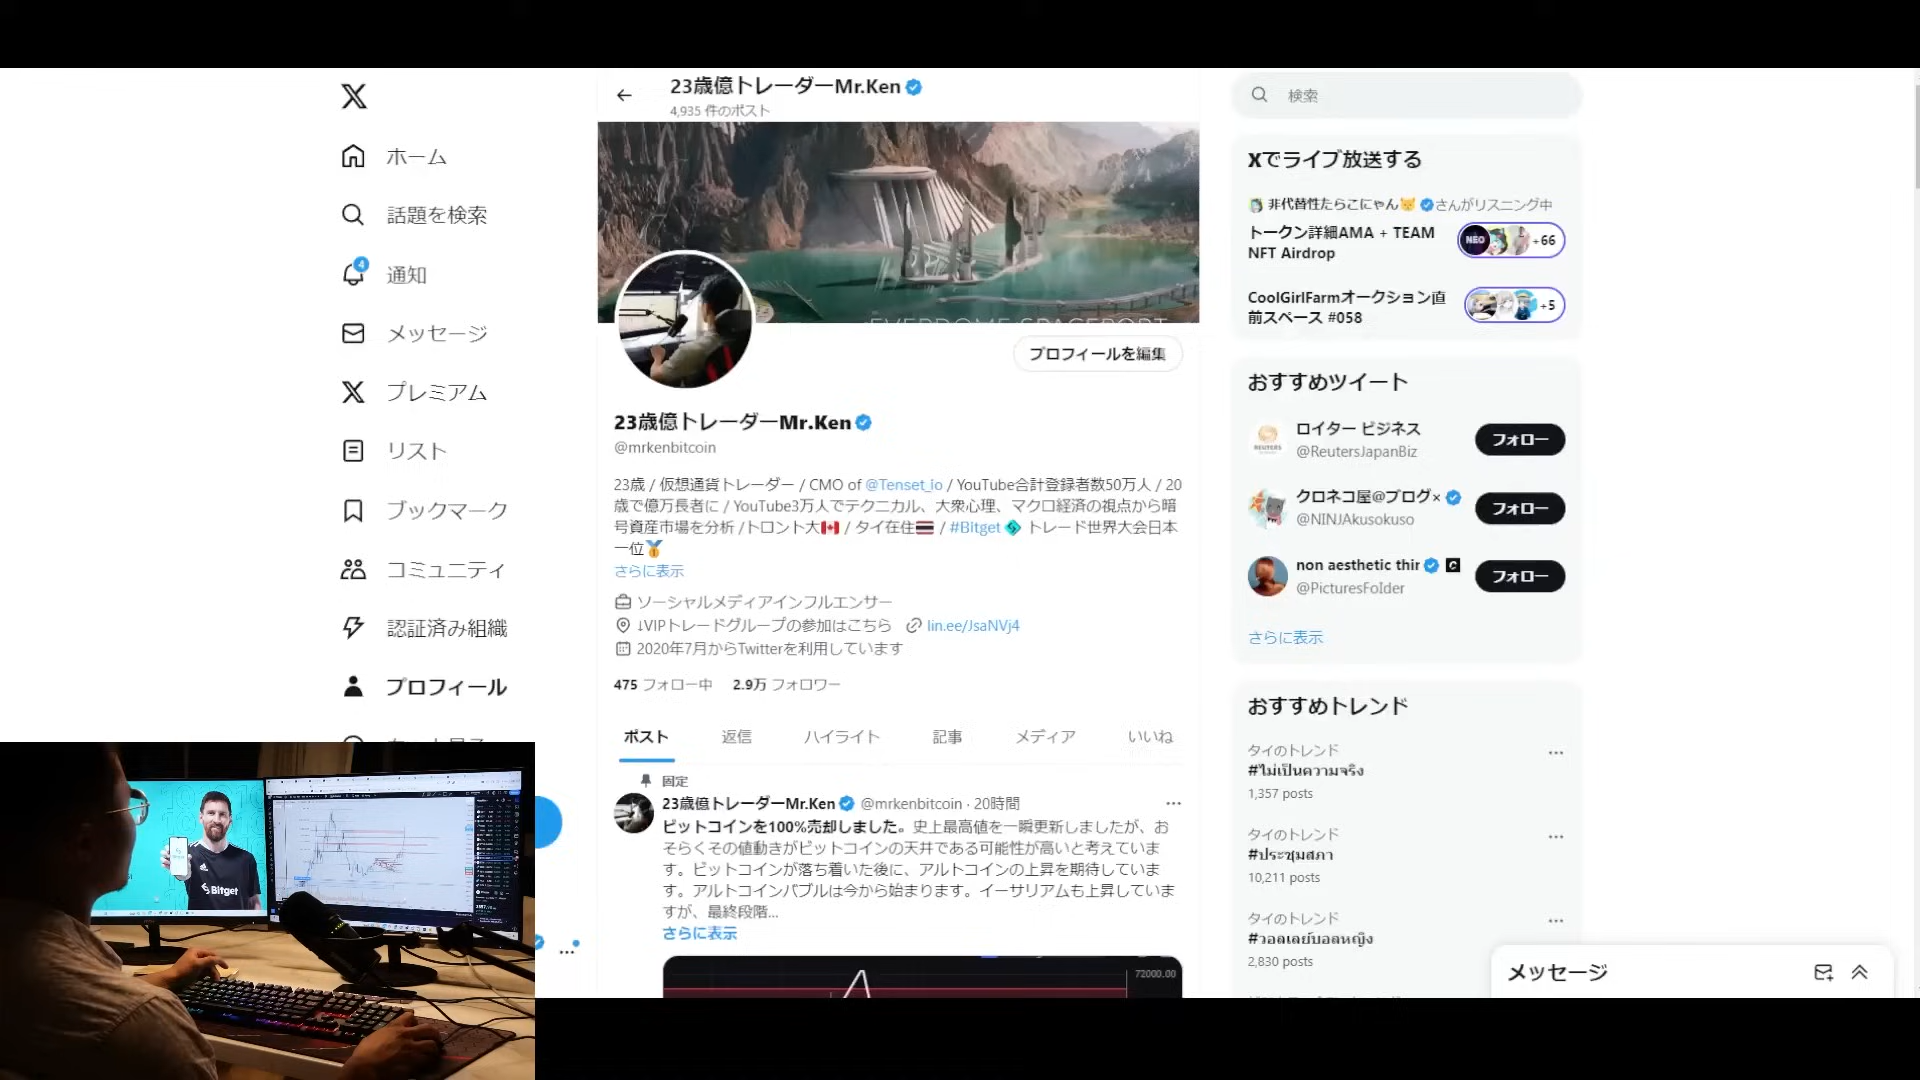 23歳億トレーダーMr.Ken
4,935 件のポスト
ホーム
話題を検索
4
通知
メッセージ
プレミアム
リスト
ブックマーク
コミュニティ
認証済み組織
プロフィール
EVERDOME SPACEPORT
プロフィールを編集
23歳億トレーダーMr.Ken
@mrkenbitcoin
23歳 / 仮想通貨トレーダー / CMO of @Tenset_io / YouTube合計登録者数50万人 / 20
歳で億万長者に / YouTube3万人でテクニカル、大衆心理、マクロ経済の視点から暗
号資産市場を分析 /トロント大🇨🇦 / タイ在住🇹🇭 / #Bitget トレード世界大会日本
一位🥇
さらに表示
ソーシャルメディアインフルエンサー
↓VIPトレードグループの参加はこちら lin.ee/JsaNVj4
2020年7月からTwitterを利用しています
475 フォロー中 2.9万 フォロワー
ポスト 返信 ハイライト 記事 メディア いいね
固定
23歳億トレーダーMr.Ken @mrkenbitcoin · 20時間
ビットコインを100%売却しました。史上最高値を一瞬更新しましたが、お
そらくその値動きがビットコインの天井である可能性が高いと考えていま
す。ビットコインが落ち着いた後に、アルトコインの上昇を期待していま
す。アルトコインバブルは今から始まります。イーサリアムも上昇していま
すが、最終段階...
さらに表示
72000.00
検索
Xでライブ放送する
非代替性たらこにゃん🐱さんがリスニング中
トークン詳細AMA + TEAM
NFT Airdrop
NEO
+66
CoolGirlFarmオークション直
前スペース #058
+5
おすすめツイート
REUTERS
ロイター ビジネス
@ReutersJapanBiz
フォロー
クロネコ屋@ブログ×
@NINJAkusokuso
フォロー
non aesthetic thir
@PicturesFoIder
フォロー
さらに表示
おすすめトレンド
タイのトレンド
#ไม่เป็นความจริง
1,357 posts
タイのトレンド
#ประชุมสภา
10,211 posts
タイのトレンド
#วอลเลย์บอลหญิง
2,830 posts
メッセージ
Bitget